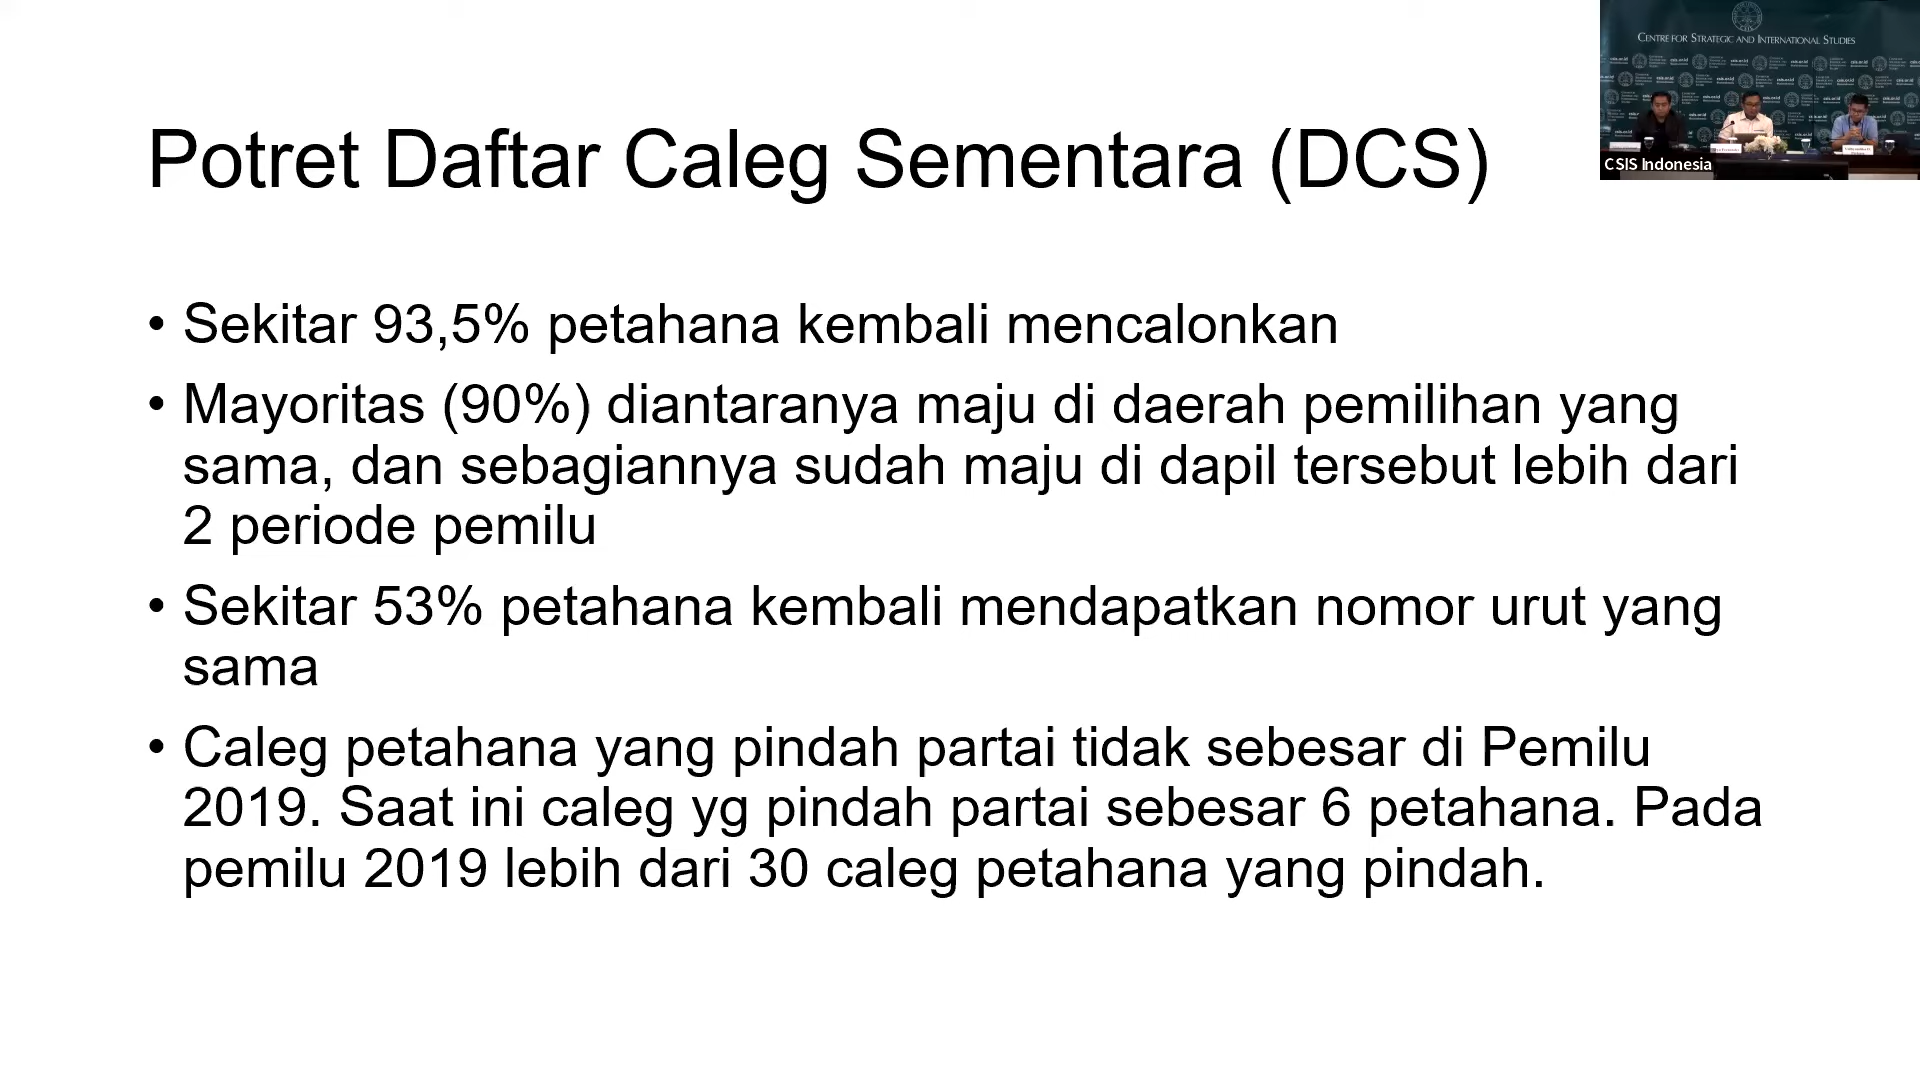 Potret Daftar Caleg Sementara (DCS)
• Sekitar 93,5% petahana kembali mencalonkan
• Mayoritas (90%) diantaranya maju di daerah pemilihan yang
sama, dan sebagiannya sudah maju di dapil tersebut lebih dari
2 periode pemilu
• Sekitar 53% petahana kembali mendapatkan nomor urut yang
sama
• Caleg petahana yang pindah partai tidak sebesar di Pemilu
2019. Saat ini caleg yg pindah partai sebesar 6 petahana. Pada
pemilu 2019 lebih dari 30 caleg petahana yang pindah.
CENTRE FOR STRATEGIC AND INTERNATIONAL STUDIES
CSIS Indonesia